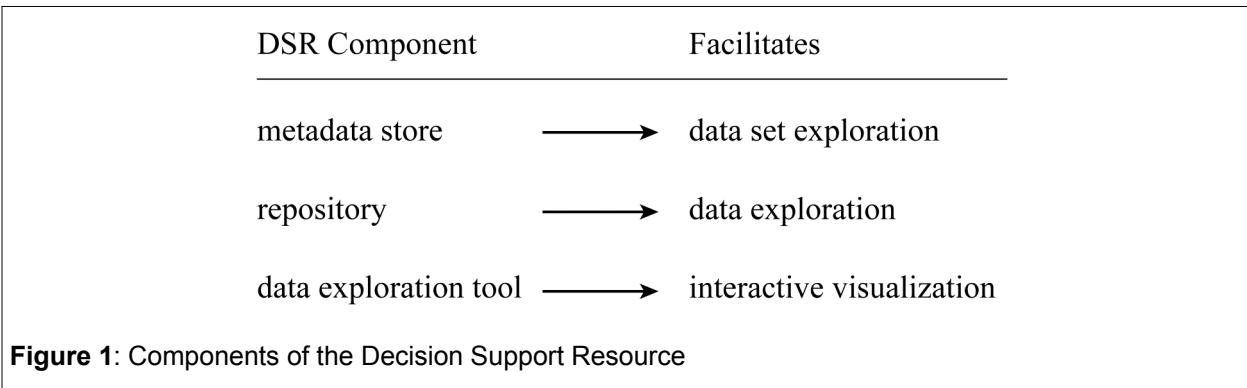 DSR Component Facilitates
metadata store data set exploration
repository data exploration
data exploration tool interactive visualization
Figure 1: Components of the Decision Support Resource